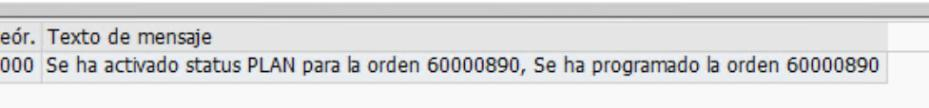 eór. Texto de mensaje
000 Se ha activado status PLAN para la orden 60000890, Se ha programado la orden 60000890